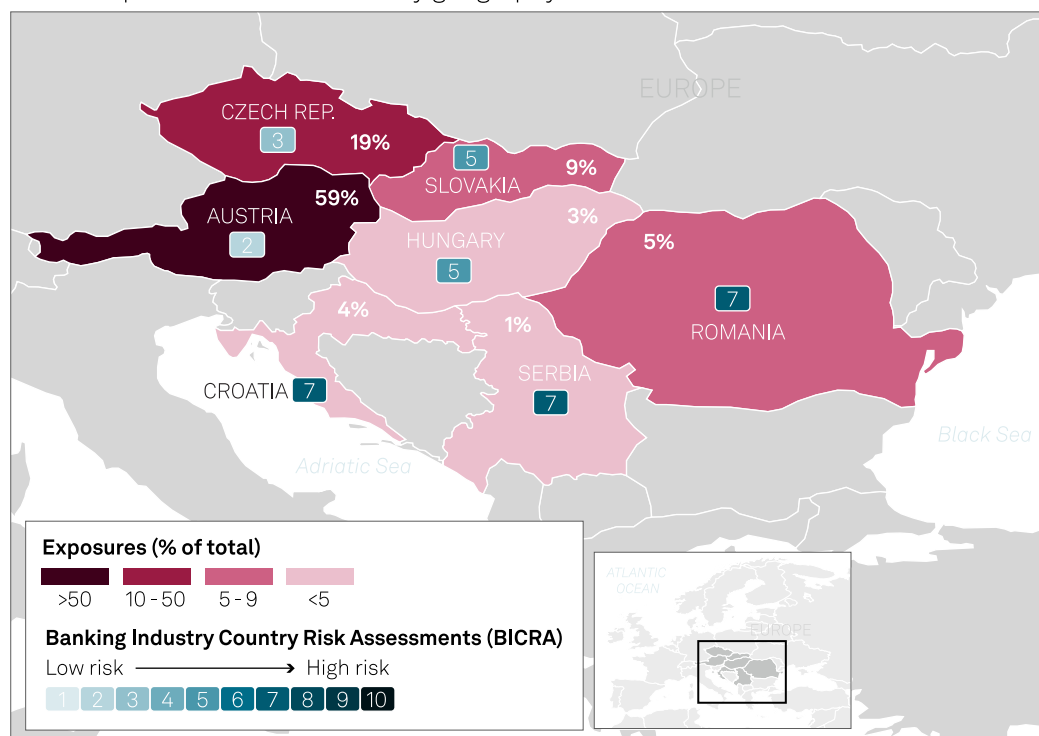 EUROPE
CZECH REP.
3
19%
5
SLOVAKIA
9%
59%
AUSTRIA
2
3%
HUNGARY
5
5%
7
ROMANIA
4%
1%
SERBIA
7
CROATIA
7
Adriatic Sea
Black Sea
Exposures (% of total)
>50 10-50 5-9 <5
Banking Industry Country Risk Assessments (BICRA)
Low risk High risk
1 2 3 4 5 6 7 8 9 10
ATLANTIC
OCEAN
EUROPE